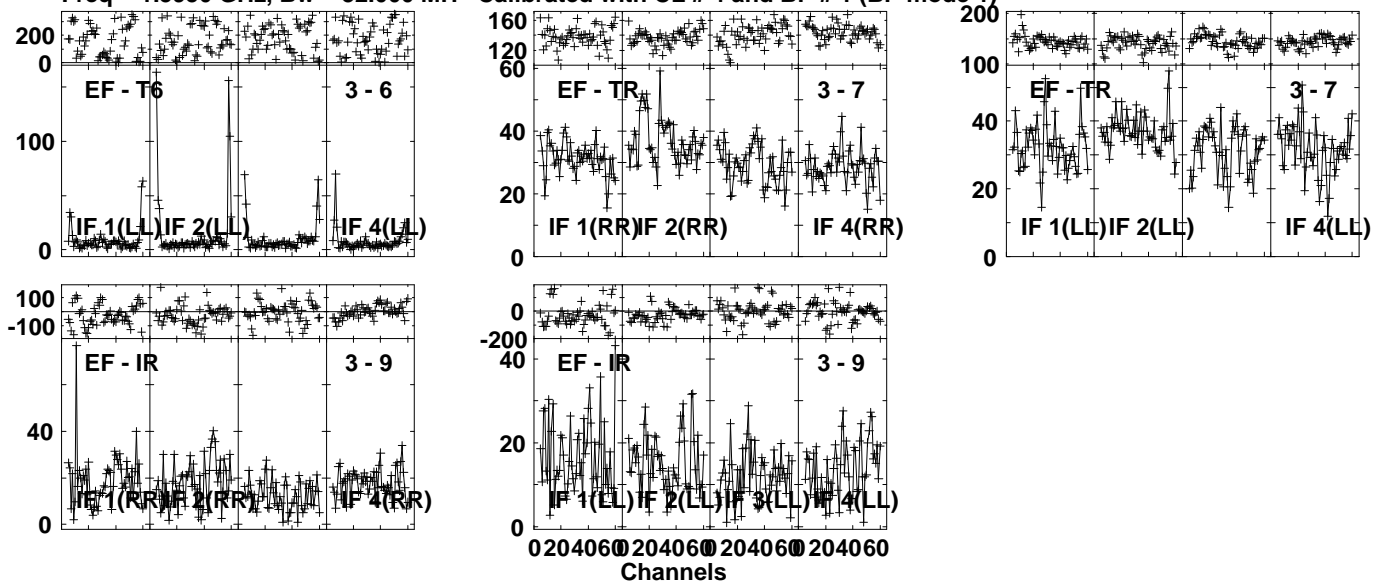 200
0
160
120
200
100
EF - T6 3 - 6
100
0
IF 1(LL) IF 2(LL) IF 4(LL)
60
40
20
0
EF - TR 3 - 7
IF 1(RR) IF 2(RR) IF 4(RR)
EF - TR 3 - 7
40
20
0
IF 1(LL) IF 2(LL) IF 4(LL)
100
-100
EF - IR 3 - 9
40
0
IF 1(RR) IF 2(RR) IF 4(RR)
0
-200
EF - IR 3 - 9
40
20
0
IF 1(LL) IF 2(LL) IF 3(LL) IF 4(LL)
0 20 40 60 0 20 40 60 0 20 40 60 0 20 40 60
Channels